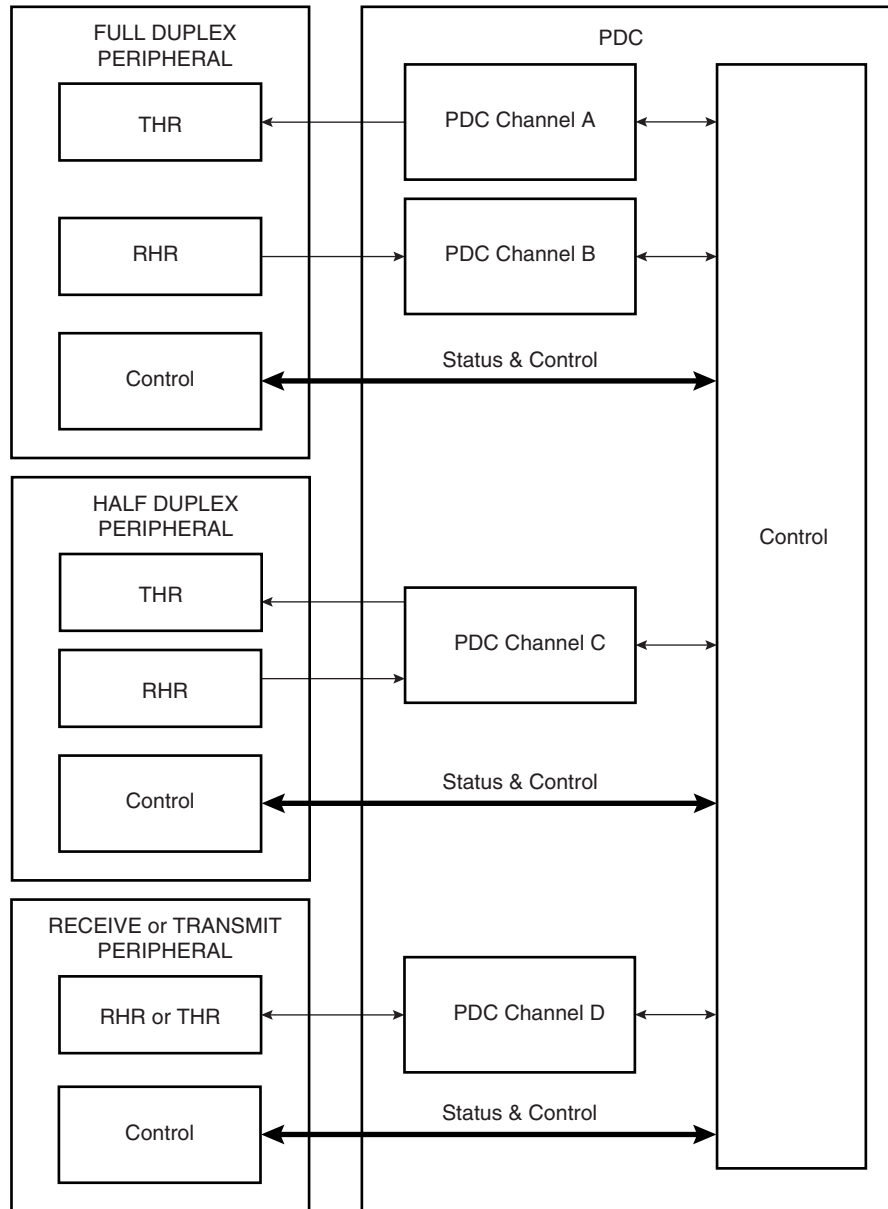 FULL DUPLEX
PERIPHERAL
PDC
THR
PDC Channel A
RHR
PDC Channel B
Control
Status & Control
HALF DUPLEX
PERIPHERAL
Control
THR
PDC Channel C
RHR
Control
Status & Control
RECEIVE or TRANSMIT
PERIPHERAL
RHR or THR
PDC Channel D
Control
Status & Control